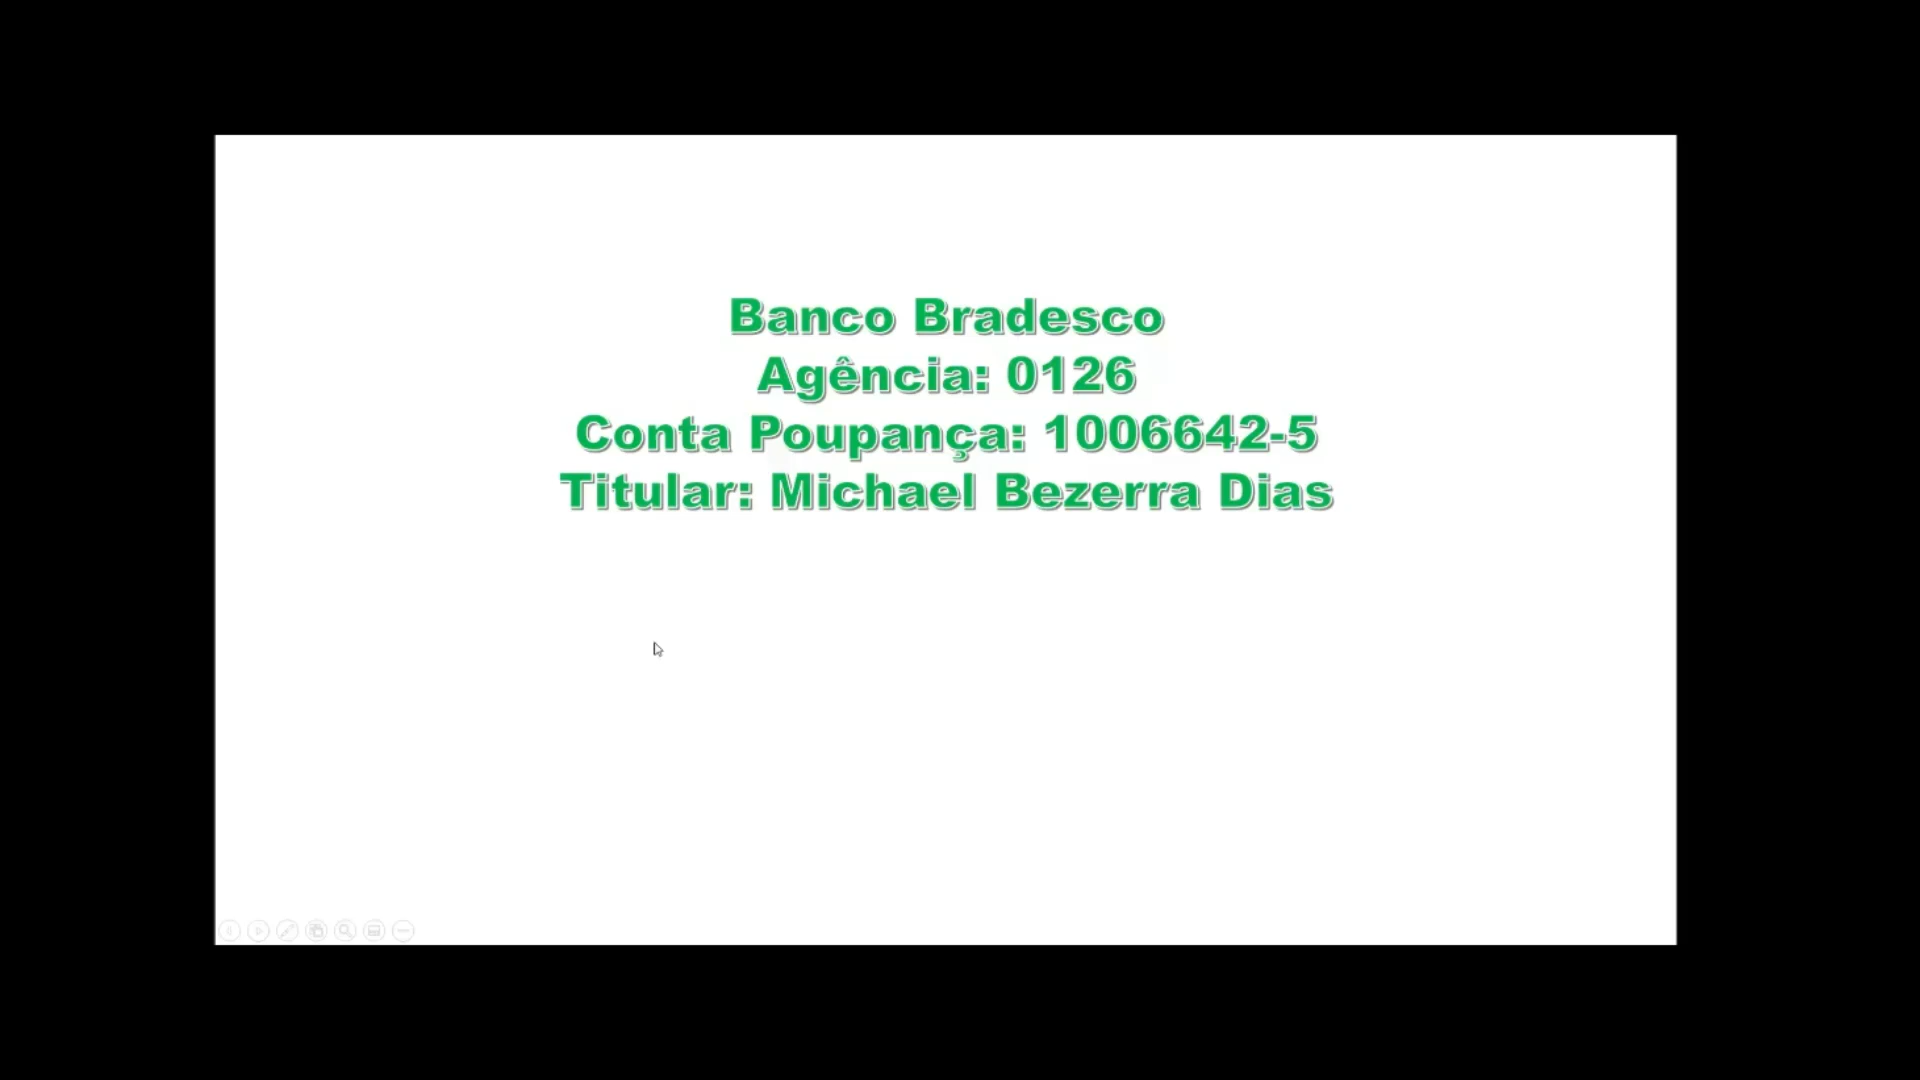 Banco Bradesco
Agência: 0126
Conta Poupança: 1006642-5
Titular: Michael Bezerra Dias